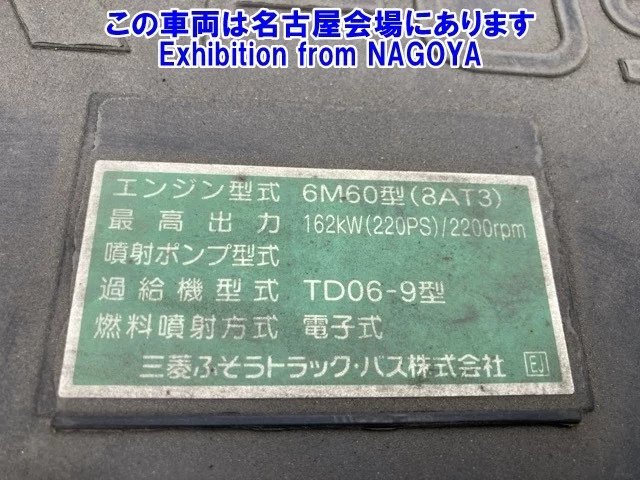 この車両は名古屋会場にあります
Exhibition from NAGOYA
エンジン型式 6M60型(8AT3)
最高出力 162kW(220PS)/2200rpm
噴射ポンプ型式
過給機型式 TD06-9型
燃料噴射方式 電子式
三菱ふそうトラック・バス株式会社 EJ